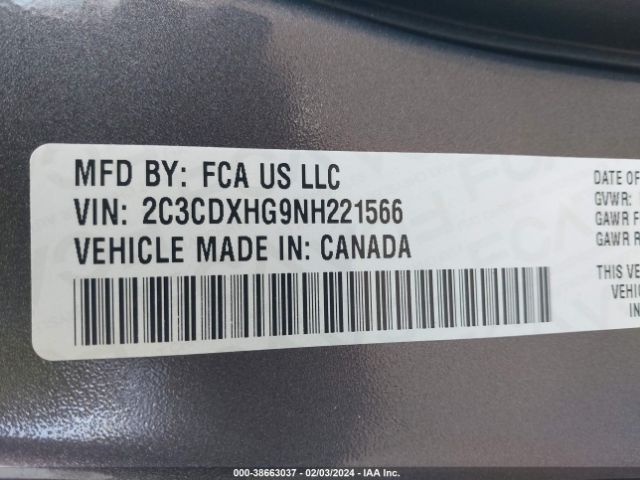 MFD BY: FCA US LLC
VIN: 2C3CDXHG9NH221566
VEHICLE MADE IN: CANADA
DATE OF
GVWR:
GAWR F
GAWR R
THIS VE
VEHIC
IN
000-38663037 - 02/03/2024 - IAA Inc.